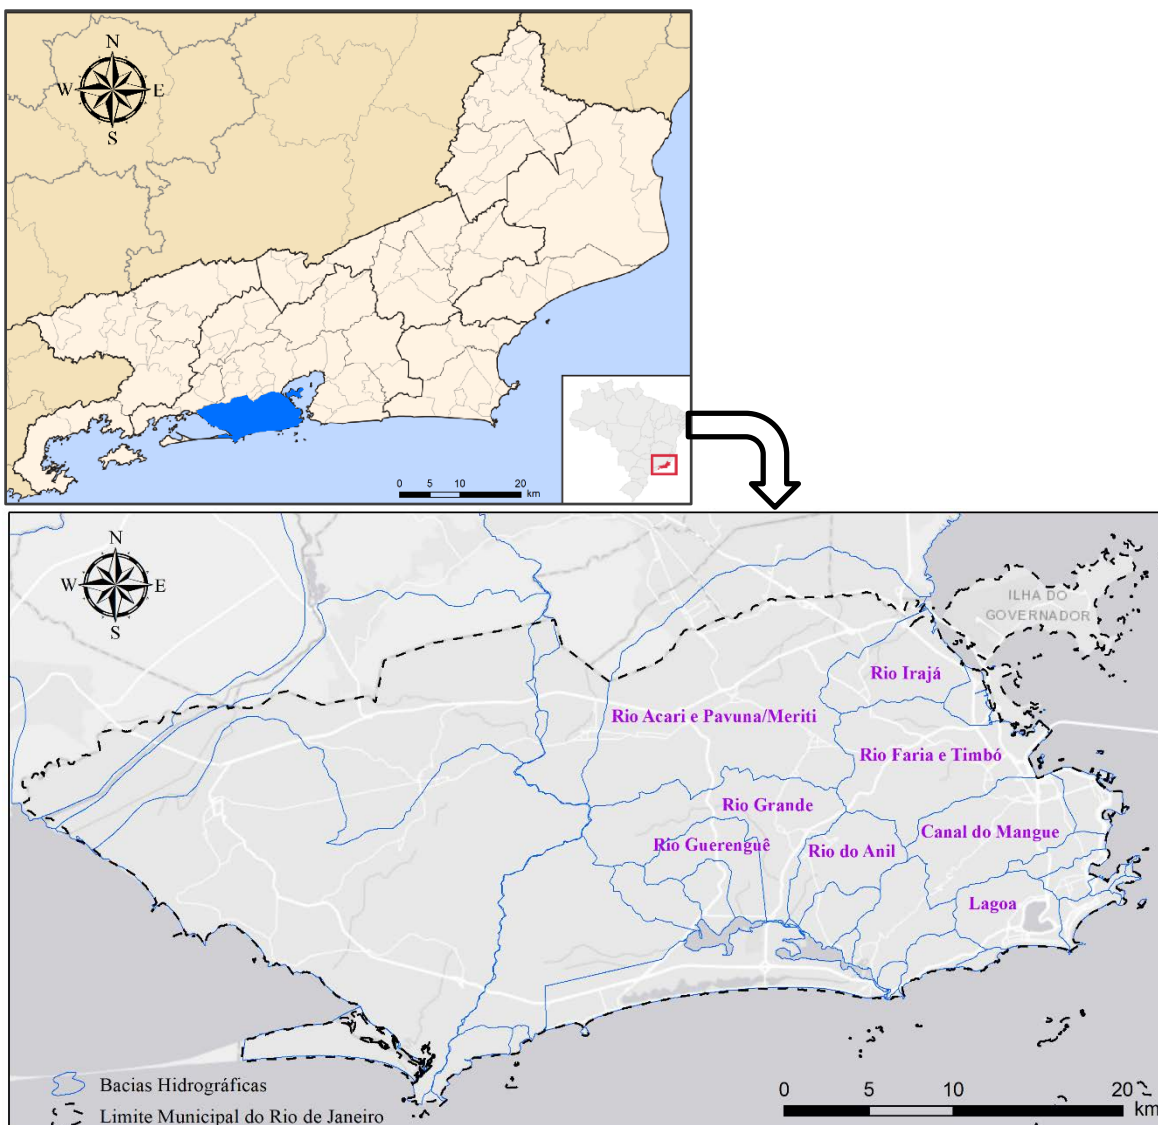 N
W E
S
0 5 10 20
km
N
W E
S
ILHA DO
GOVERNADOR
Rio Irajá
Rio Acari e Pavuna/Meriti
Rio Faria e Timbó
Rio Grande
Canal do Mangue
Rio Guerenguê
Rio do Anil
Lagoa
Bacias Hidrográficas
Limite Municipal do Rio de Janeiro
0 5 10 20
km